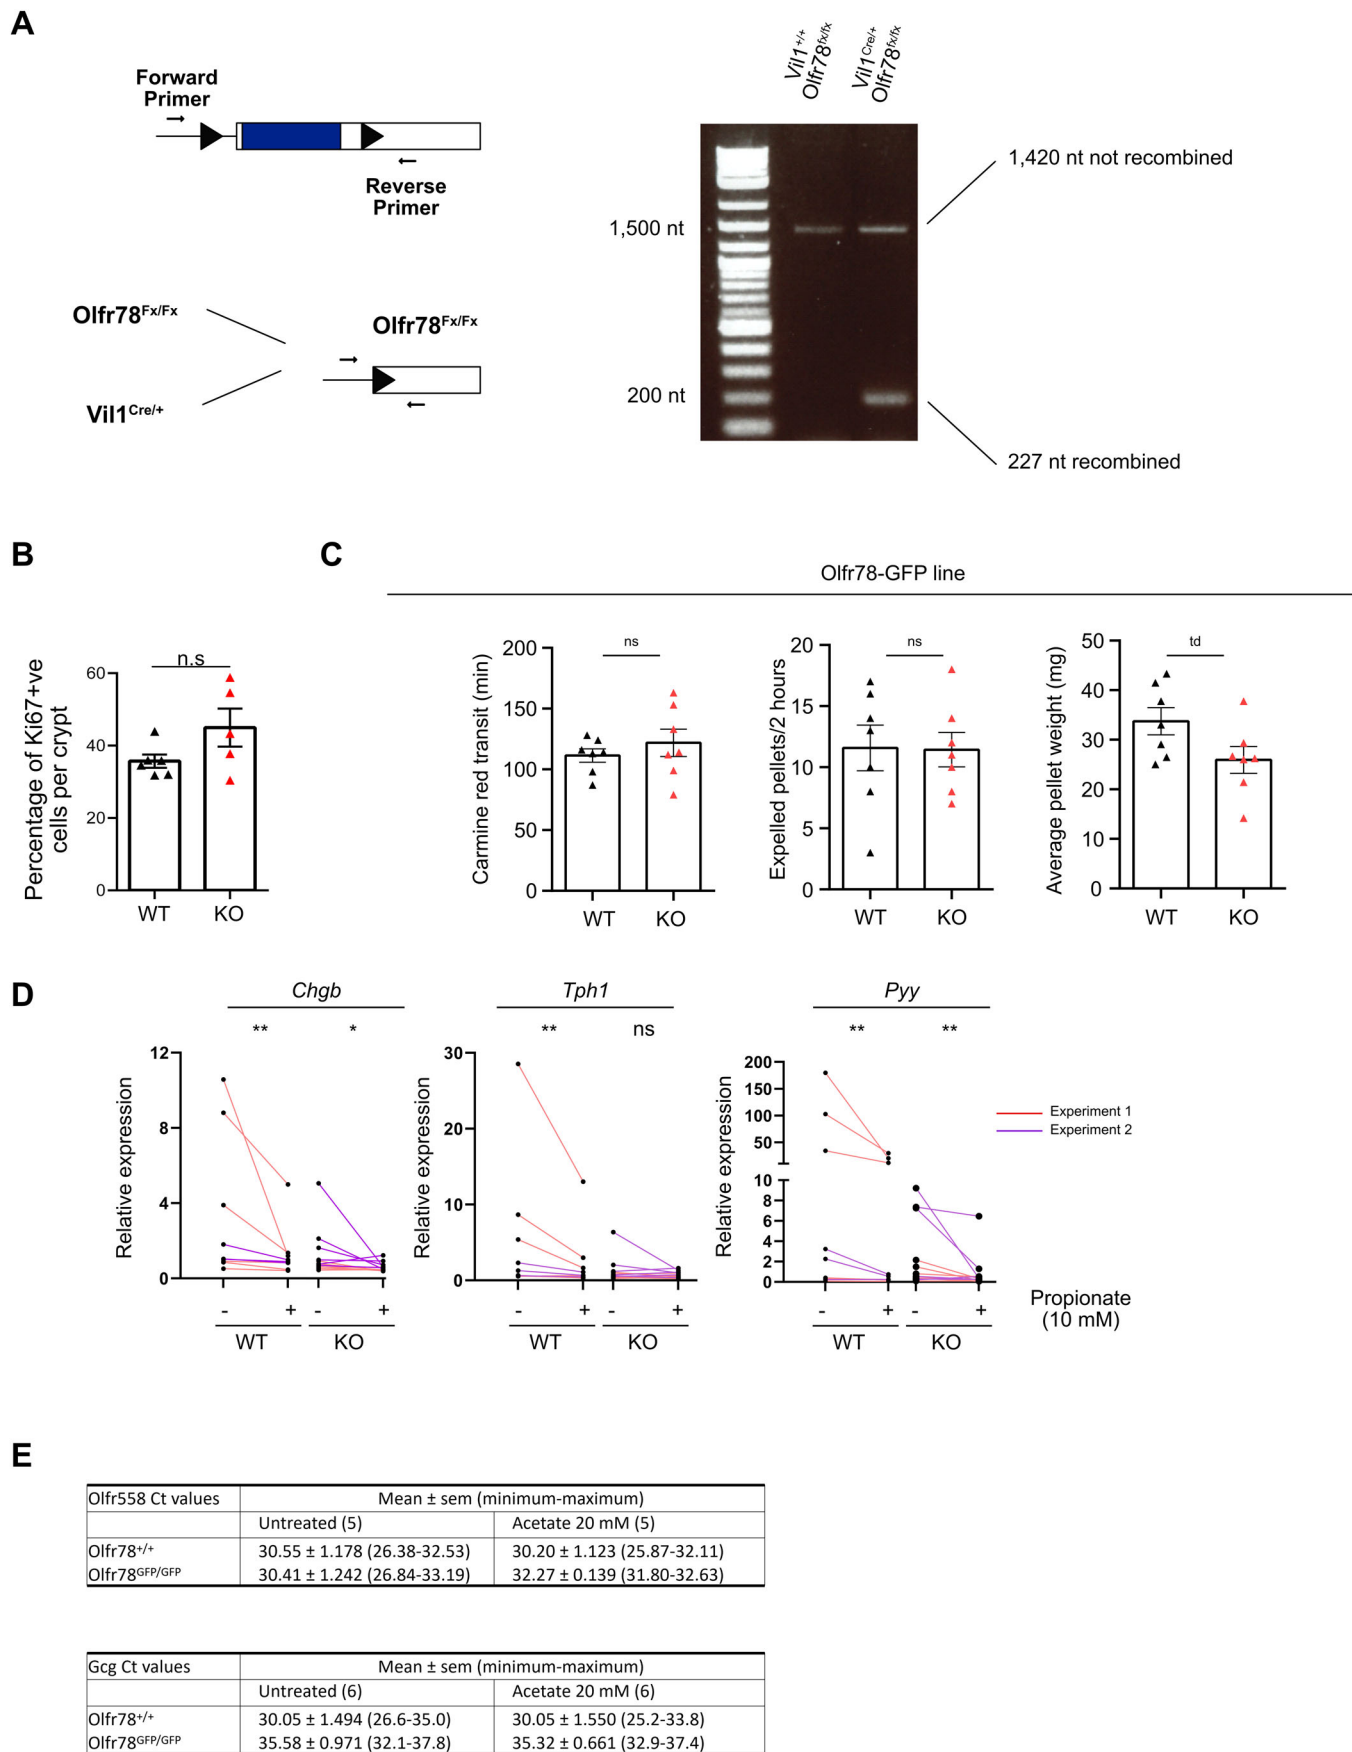 A
Forward
Primer
Reverse
Primer
Olfr78Fx/Fx
Vil1Cre/+
Olfr78Fx/Fx
Vil1+/+
Olfr78fx/fx
Vil1Cre/+
Olfr78fx/fx
1,500 nt
200 nt
1,420 nt not recombined
227 nt recombined
B
Percentage of Ki67+ve
cells per crypt
60
40
20
0
n.s
WT KO
C
Olfr78-GFP line
Carmine red transit (min)
200
150
100
50
0
ns
WT KO
Expelled pellets/2 hours
20
15
10
5
0
ns
WT KO
Average pellet weight (mg)
50
40
30
20
10
0
td
WT KO
D
Chgb
** *
Relative expression
12
8
4
0
- + - +
WT KO
Tph1
** ns
Relative expression
30
20
10
0
- + - +
WT KO
Pyy
** **
Relative expression
200
150
100
50
10
8
6
4
2
0
- + - +
WT KO
Experiment 1
Experiment 2
Propionate
(10 mM)
E
Olfr558 Ct values Mean ± sem (minimum-maximum)
Untreated (5) Acetate 20 mM (5)
Olfr78+/+ 30.55 ± 1.178 (26.38-32.53) 30.20 ± 1.123 (25.87-32.11)
Olfr78GFP/GFP 30.41 ± 1.242 (26.84-33.19) 32.27 ± 0.139 (31.80-32.63)
Gcg Ct values Mean ± sem (minimum-maximum)
Untreated (6) Acetate 20 mM (6)
Olfr78+/+ 30.05 ± 1.494 (26.6-35.0) 30.05 ± 1.550 (25.2-33.8)
Olfr78GFP/GFP 35.58 ± 0.971 (32.1-37.8) 35.32 ± 0.661 (32.9-37.4)